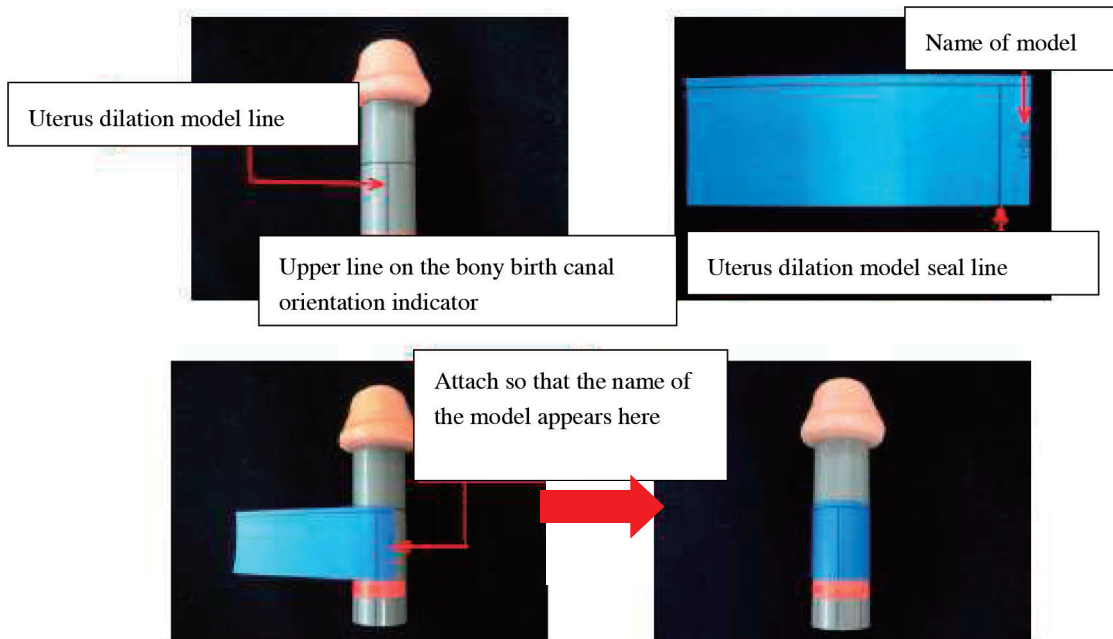 Name of model
Uterus dilation model line
Upper line on the bony birth canal
orientation indicator
Uterus dilation model seal line
Attach so that the name of
the model appears here